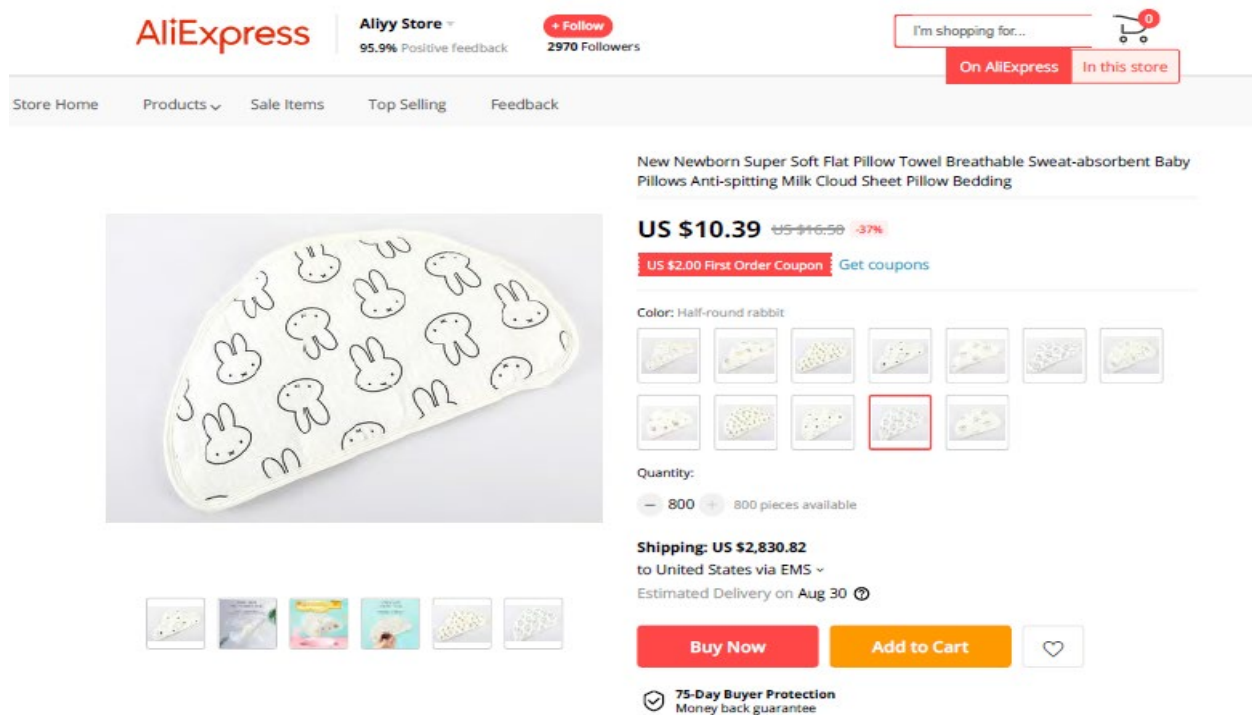 AliExpress
Aliyy Store
95.9% Positive feedback
+ Follow
2970 Followers
I'm shopping for...
0
On AliExpress
In this store
Store Home
Products
Sale Items
Top Selling
Feedback
New Newborn Super Soft Flat Pillow Towel Breathable Sweat-absorbent Baby
Pillows Anti-spitting Milk Cloud Sheet Pillow Bedding
US $10.39 US $16.50 -37%
US $2.00 First Order Coupon Get coupons
Color: Half-round rabbit
Quantity:
− 800 + 800 pieces available
Shipping: US $2,830.82
to United States via EMS
Estimated Delivery on Aug 30
Buy Now
Add to Cart
75-Day Buyer Protection
Money back guarantee